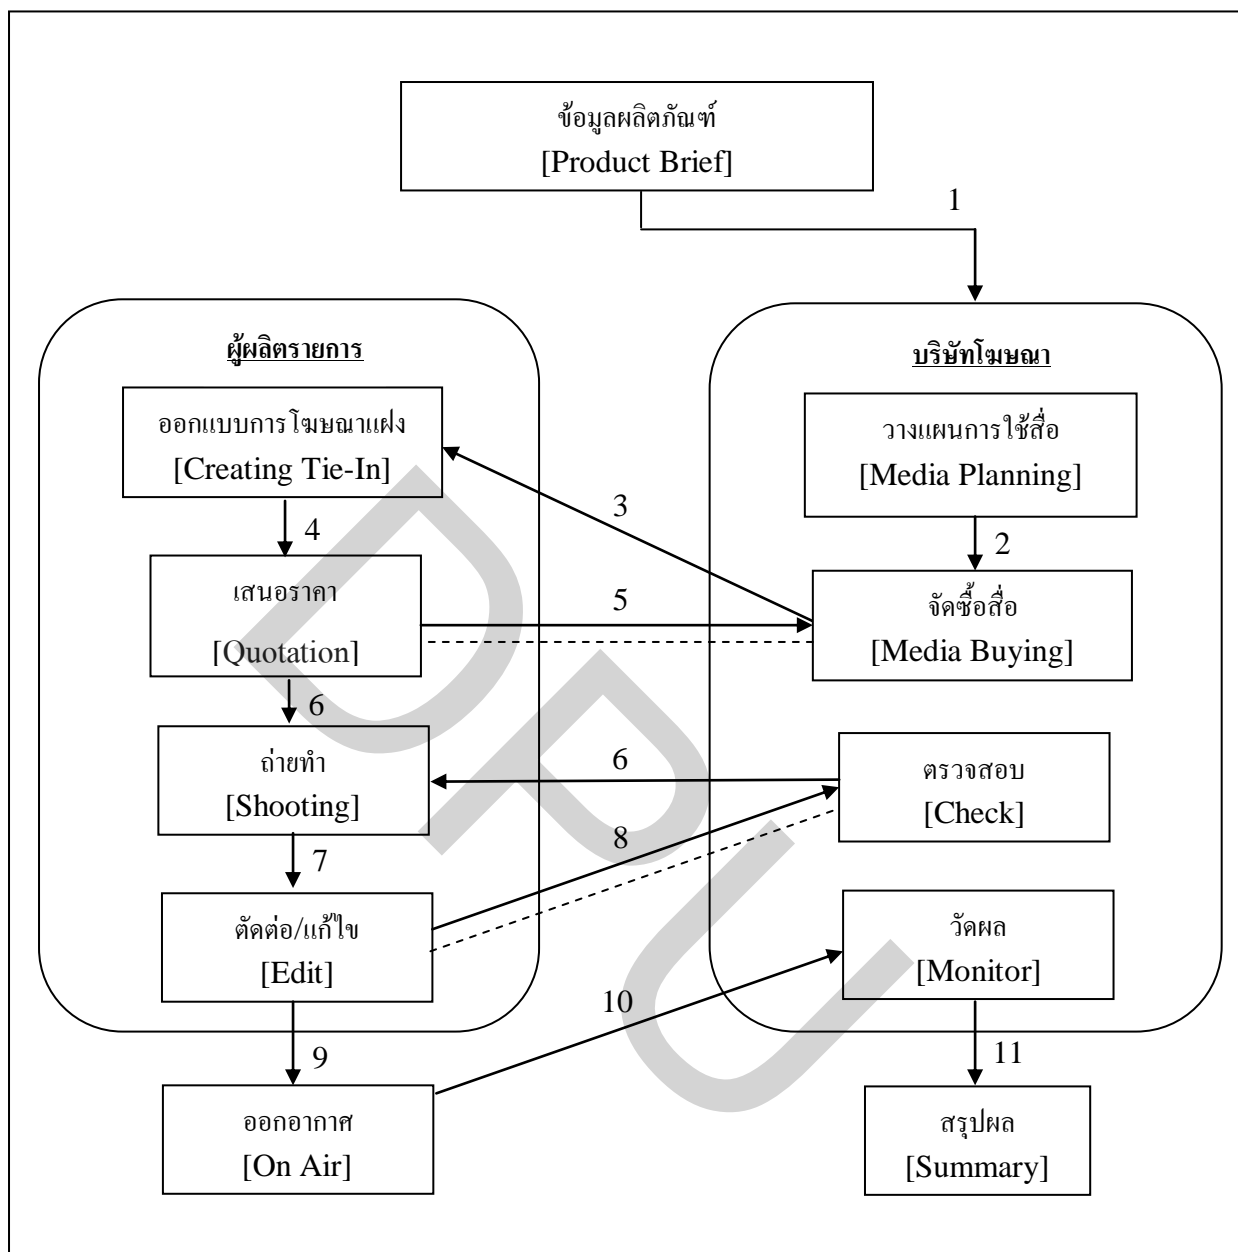 ข้อมูลผลิตภัณฑ์
[Product Brief]
1
ผู้ผลิตรายการ
บริษัทโฆษณา
ออกแบบการโฆษณาแฝง
[Creating Tie-In]
วางแผนการใช้สื่อ
[Media Planning]
3
4
2
เสนอราคา
[Quotation]
5
จัดซื้อสื่อ
[Media Buying]
6
ถ่ายทำ
[Shooting]
6
ตรวจสอบ
[Check]
7
8
ตัดต่อ/แก้ไข
[Edit]
วัดผล
[Monitor]
9
10
11
ออกอากาศ
[On Air]
สรุปผล
[Summary]
DPU